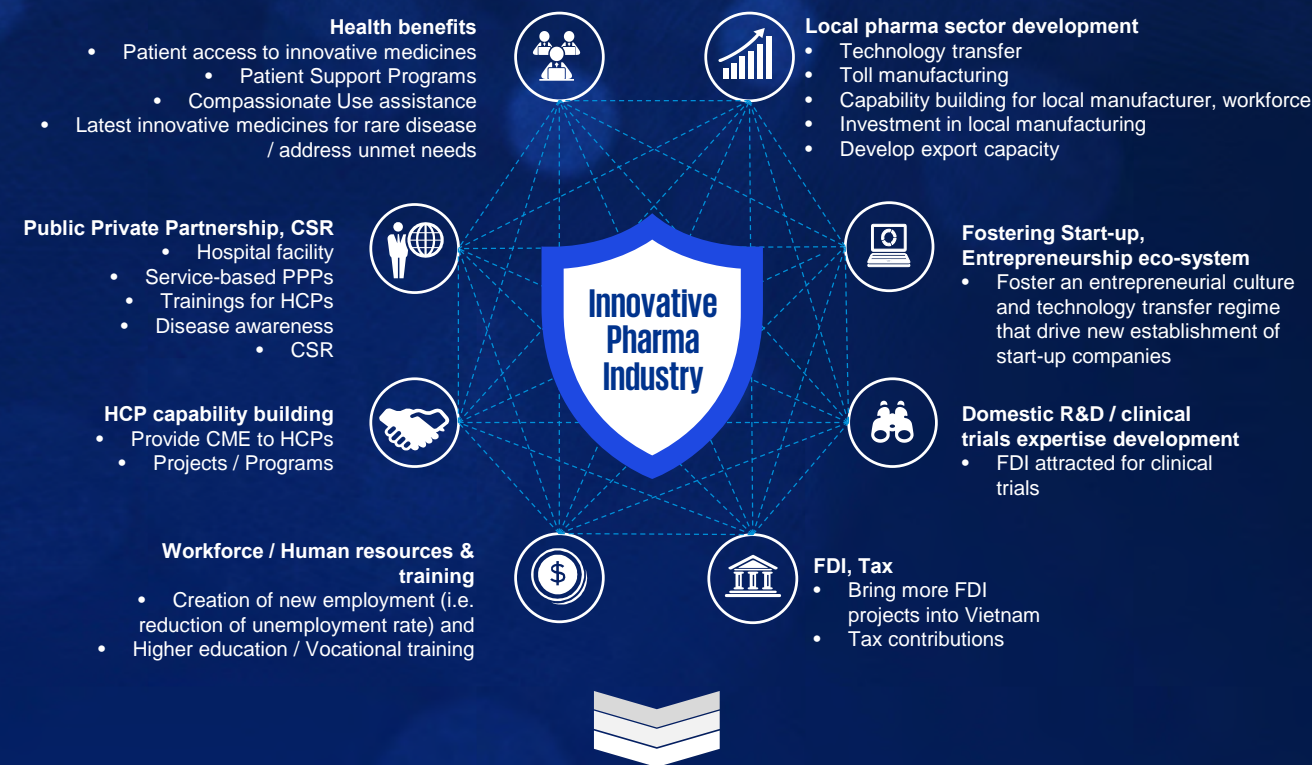 Health benefits
• Patient access to innovative medicines
• Patient Support Programs
• Compassionate Use assistance
• Latest innovative medicines for rare disease
/ address unmet needs
Local pharma sector development
• Technology transfer
• Toll manufacturing
• Capability building for local manufacturer, workforce
• Investment in local manufacturing
• Develop export capacity
Public Private Partnership, CSR
• Hospital facility
• Service-based PPPs
• Trainings for HCPs
• Disease awareness
• CSR
Fostering Start-up,
Entrepreneurship eco-system
• Foster an entrepreneurial culture
and technology transfer regime
that drive new establishment of
start-up companies
Innovative
Pharma
Industry
HCP capability building
• Provide CME to HCPs
• Projects / Programs
Domestic R&D / clinical
trials expertise development
• FDI attracted for clinical
trials
Workforce / Human resources &
training
• Creation of new employment (i.e.
reduction of unemployment rate) and
• Higher education / Vocational training
$
FDI, Tax
• Bring more FDI
projects into Vietnam
• Tax contributions